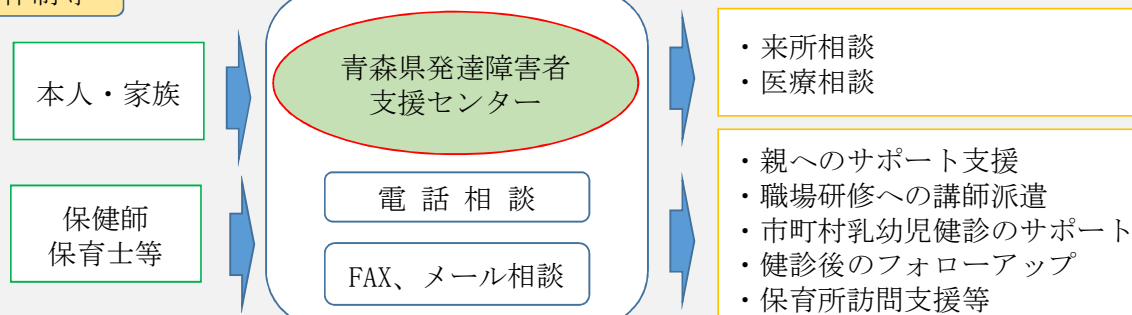 本人・家族
保健師
保育士等
青森県発達障害者
支援センター
電話相談
FAX、メール相談
・来所相談
・医療相談
・親へのサポート支援
・職場研修への講師派遣
・市町村乳幼児健診のサポート
・健診後のフォローアップ
・保育所訪問支援等